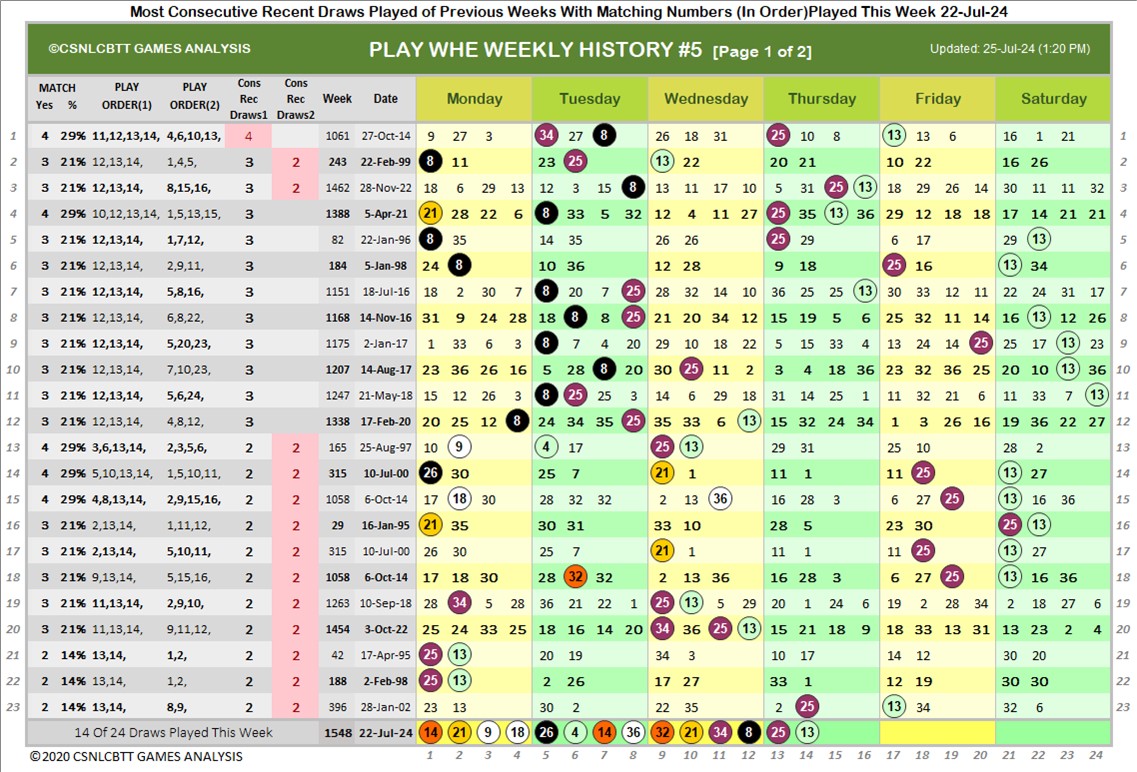 Most Consecutive Recent Draws Played of Previous Weeks With Matching Numbers (In Order)Played This Week 22-Jul-24
©CSNLCBTT GAMES ANALYSIS PLAY WHE WEEKLY HISTORY #5 [Page 1 of 2] Updated: 25-Jul-24 (1:20 PM)
MATCH PLAY PLAY Cons Cons
Yes % ORDER(1) ORDER(2) Rec Rec Week Date Monday Tuesday Wednesday Thursday Friday Saturday
Draws1 Draws2
1 4 29% 11,12,13,14, 4,6,10,13, 4 1061 27-Oct-14 9 27 3 34 27 8 26 18 31 25 10 8 13 13 6 16 1 21 1
2 3 21% 12,13,14, 1,4,5, 3 2 243 22-Feb-99 8 11 23 25 13 22 20 21 10 22 16 26 2
3 3 21% 12,13,14, 8,15,16, 3 2 1462 28-Nov-22 18 6 29 13 12 3 15 8 13 11 17 10 5 31 25 13 18 29 26 14 30 11 11 32 3
4 4 29% 10,12,13,14, 1,5,13,15, 3 1388 5-Apr-21 21 28 22 6 8 33 5 32 12 4 11 27 25 35 13 36 29 12 18 18 17 14 21 21 4
5 3 21% 12,13,14, 1,7,12, 3 82 22-Jan-96 8 35 14 35 26 26 25 29 6 17 29 13 5
6 3 21% 12,13,14, 2,9,11, 3 184 5-Jan-98 24 8 10 36 12 28 9 18 25 16 13 34 6
7 3 21% 12,13,14, 5,8,16, 3 1151 18-Jul-16 18 2 30 7 8 20 7 25 28 32 14 10 36 25 25 13 30 33 12 11 22 24 31 17 7
8 3 21% 12,13,14, 6,8,22, 3 1168 14-Nov-16 31 9 24 28 18 8 8 25 21 20 34 12 15 19 5 6 25 32 11 14 16 13 12 26 8
9 3 21% 12,13,14, 5,20,23, 3 1175 2-Jan-17 1 33 6 3 8 7 4 20 29 10 18 22 5 15 33 4 13 24 14 25 25 17 13 23 9
10 3 21% 12,13,14, 7,10,23, 3 1207 14-Aug-17 23 36 26 16 5 28 8 20 30 25 11 2 3 4 18 36 23 32 36 25 20 10 13 36 10
11 3 21% 12,13,14, 5,6,24, 3 1247 21-May-18 15 12 26 3 8 25 25 3 14 6 29 18 31 14 25 1 11 32 21 6 11 33 7 13 11
12 3 21% 12,13,14, 4,8,12, 3 1338 17-Feb-20 20 25 12 8 24 34 35 25 35 33 6 13 15 32 24 34 1 3 26 16 19 36 22 27 12
13 4 29% 3,6,13,14, 2,3,5,6, 2 2 165 25-Aug-97 10 9 4 17 25 13 29 31 25 10 28 2 13
14 4 29% 5,10,13,14, 1,5,10,11, 2 2 315 10-Jul-00 26 30 25 7 21 1 11 1 11 25 13 27 14
15 4 29% 4,8,13,14, 2,9,15,16, 2 2 1058 6-Oct-14 17 18 30 28 32 32 2 13 36 16 28 3 6 27 25 13 16 36 15
16 3 21% 2,13,14, 1,11,12, 2 2 29 16-Jan-95 21 35 30 31 33 10 28 5 23 30 25 13 16
17 3 21% 2,13,14, 5,10,11, 2 2 315 10-Jul-00 26 30 25 7 21 1 11 1 11 25 13 27 17
18 3 21% 9,13,14, 5,15,16, 2 2 1058 6-Oct-14 17 18 30 28 32 32 2 13 36 16 28 3 6 27 25 13 16 36 18
19 3 21% 11,13,14, 2,9,10, 2 2 1263 10-Sep-18 28 34 5 28 36 21 22 1 25 13 5 29 20 1 24 6 19 2 28 34 2 18 27 6 19
20 3 21% 11,13,14, 9,11,12, 2 2 1454 3-Oct-22 25 24 33 25 18 16 14 20 34 36 25 13 15 21 18 9 18 33 13 31 13 23 2 4 20
21 2 14% 13,14, 1,2, 2 2 42 17-Apr-95 25 13 20 19 34 3 10 17 14 12 30 20 21
22 2 14% 13,14, 1,2, 2 2 188 2-Feb-98 25 13 2 26 17 27 33 1 12 19 30 30 22
23 2 14% 13,14, 8,9, 2 2 396 28-Jan-02 23 13 30 2 22 35 2 25 13 34 32 6 23
14 Of 24 Draws Played This Week 1548 22-Jul-24 14 21 9 18 26 4 14 36 32 21 34 8 25 13
©2020 CSNLCBTT GAMES ANALYSIS 1 2 3 4 5 6 7 8 9 10 11 12 13 14 15 16 17 18 19 20 21 22 23 24